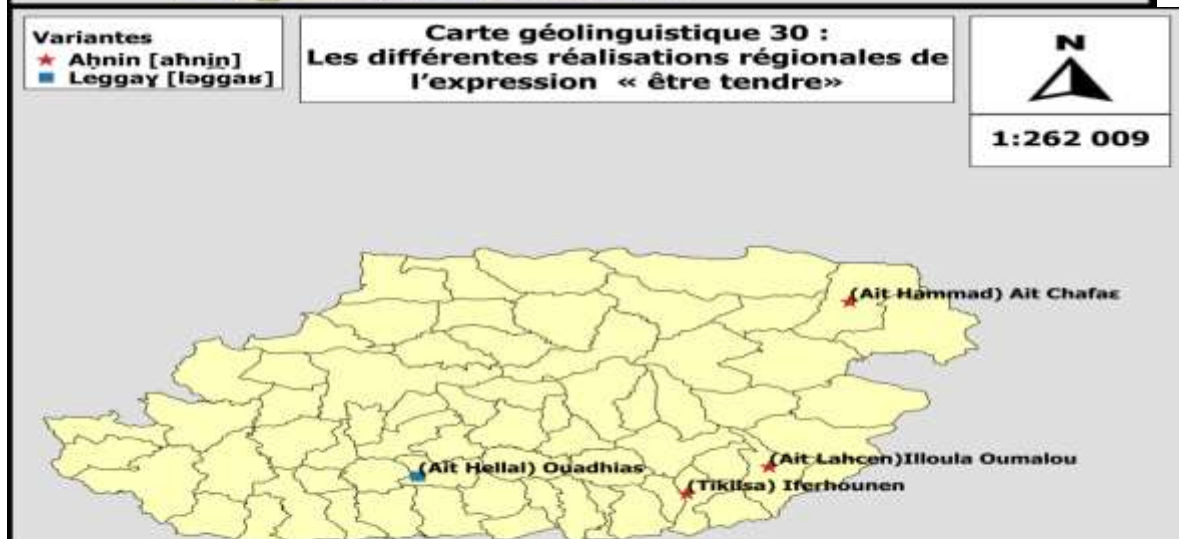 Variantes
Aḥnin [aħnin̪]
Leggaɣ [ləggaʁ]
Carte géolinguistique 30 :
Les différentes réalisations régionales de
l'expression « être tendre»
N
1:262 009
(Ait Hammad) Ait Chafaɛ
(Ait Lahcen)Illoula Oumalou
(Ait Hellal) Ouadhias
(Tikilsa) Iferhounen